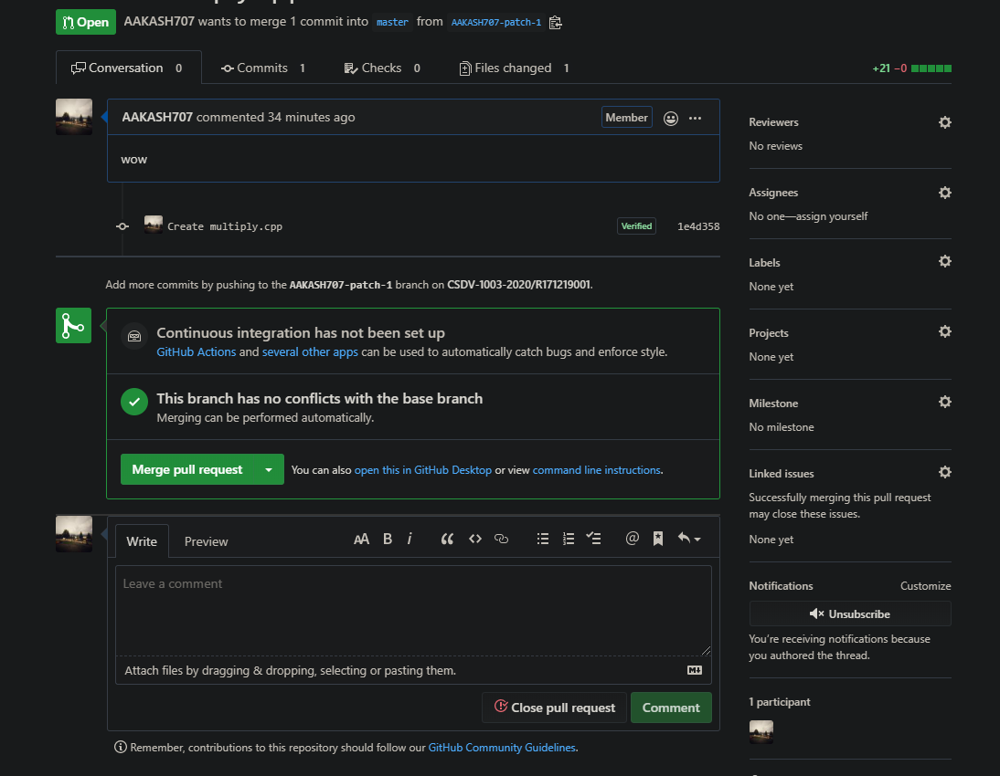 Open AAKASH707 wants to merge 1 commit into master from AAKASH707-patch-1
Conversation 0 Commits 1 Checks 0 Files changed 1 +21 −0
AAKASH707 commented 34 minutes ago Member
wow
Create multiply.cpp Verified 1e4d358
Add more commits by pushing to the AAKASH707-patch-1 branch on CSDV-1003-2020/R171219001.
Continuous integration has not been set up
GitHub Actions and several other apps can be used to automatically catch bugs and enforce style.
This branch has no conflicts with the base branch
Merging can be performed automatically.
Merge pull request You can also open this in GitHub Desktop or view command line instructions.
Write Preview AA B i @
Leave a comment
Attach files by dragging & dropping, selecting or pasting them.
Close pull request Comment
Remember, contributions to this repository should follow our GitHub Community Guidelines.
Reviewers
No reviews
Assignees
No one—assign yourself
Labels
None yet
Projects
None yet
Milestone
No milestone
Linked issues
Successfully merging this pull request
may close these issues.
None yet
Notifications Customize
Unsubscribe
You're receiving notifications because
you authored the thread.
1 participant